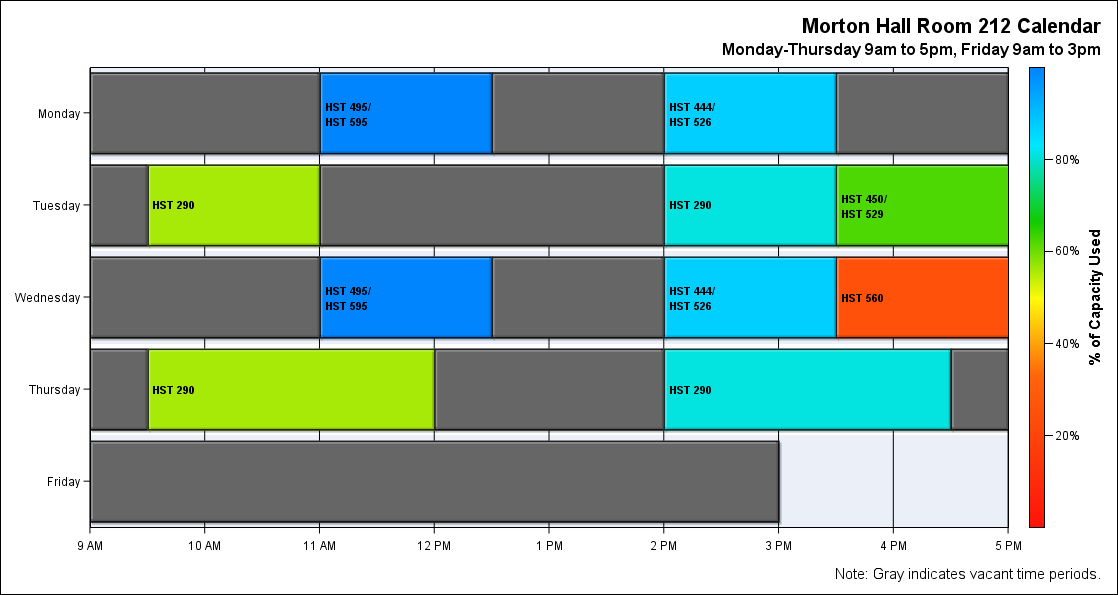 Morton Hall Room 212 Calendar
Monday-Thursday 9am to 5pm, Friday 9am to 3pm
Monday
HST 495/
HST 595
HST 444/
HST 526
Tuesday
HST 290
HST 290
HST 450/
HST 529
Wednesday
HST 495/
HST 595
HST 444/
HST 526
HST 560
Thursday
HST 290
HST 290
Friday
9 AM
10 AM
11 AM
12 PM
1 PM
2 PM
3 PM
4 PM
5 PM
80%
60%
40%
20%
% of Capacity Used
Note: Gray indicates vacant time periods.